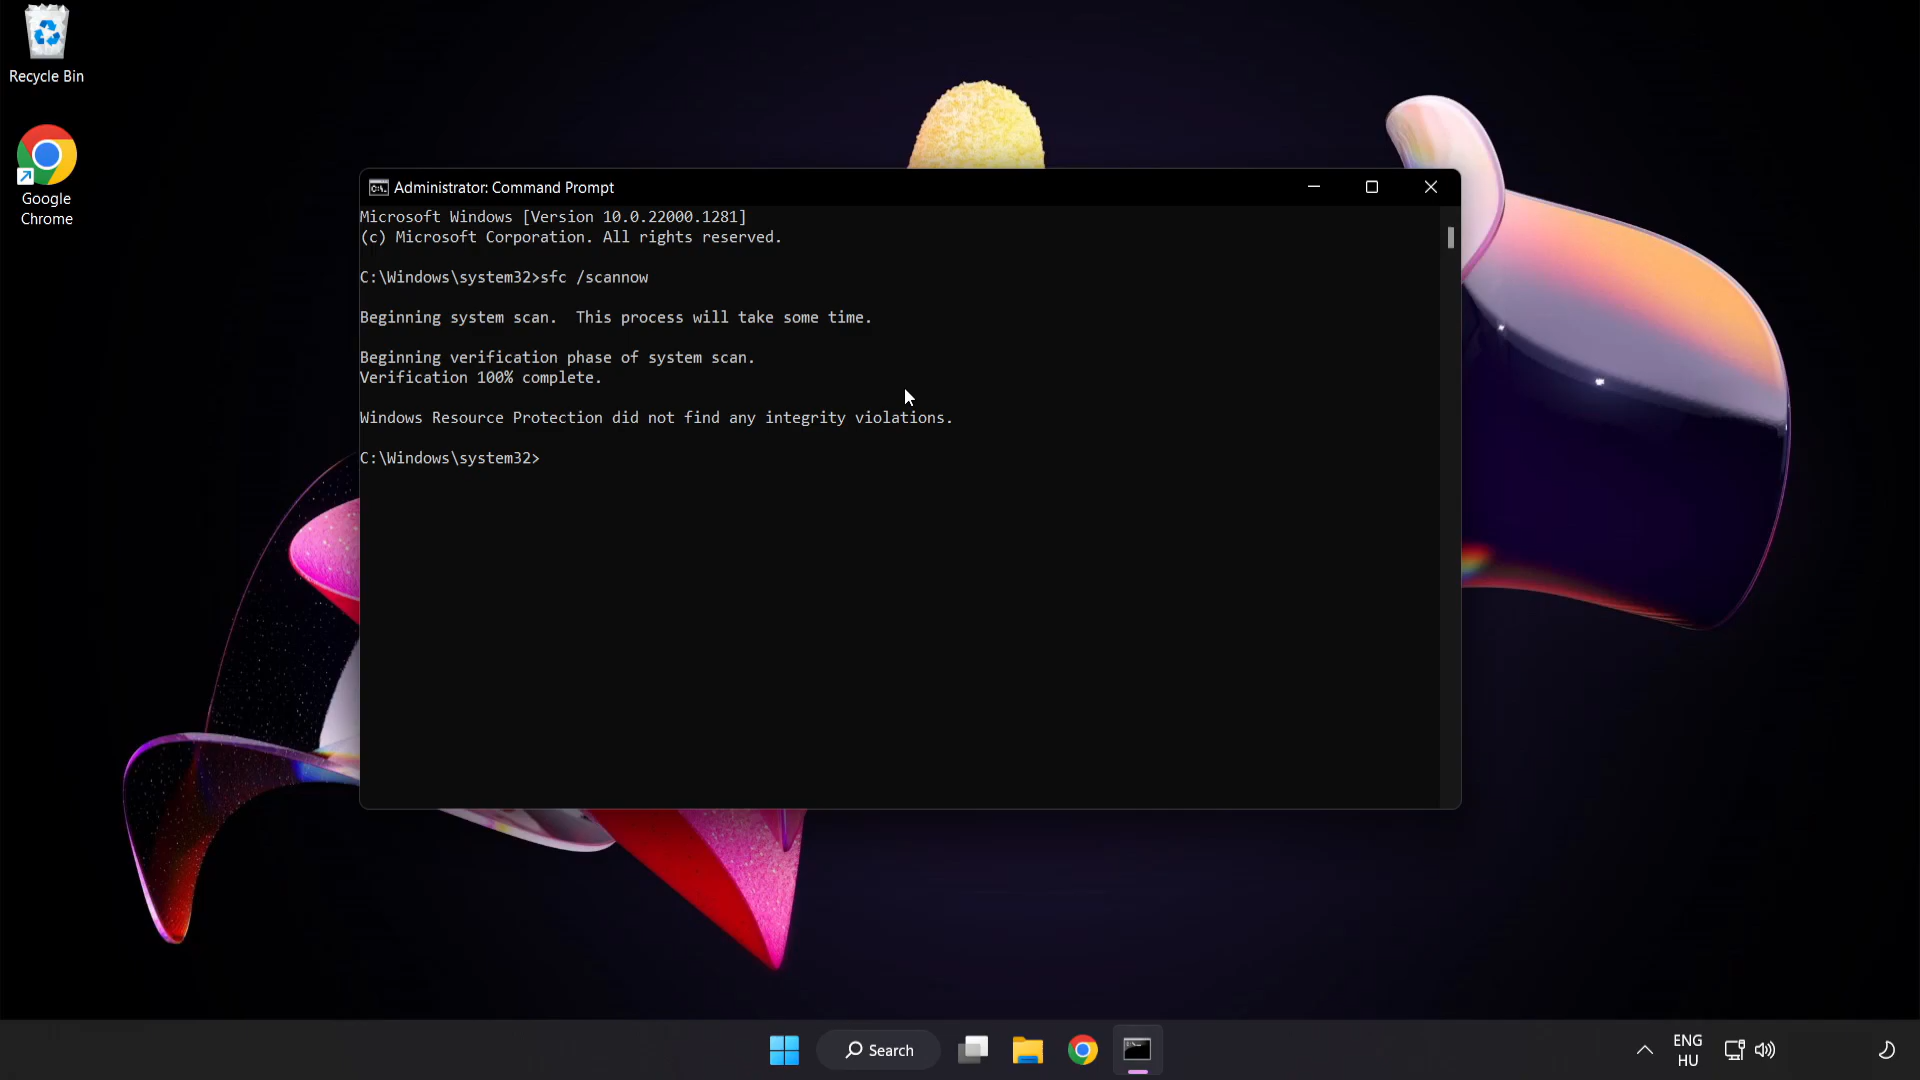 Recycle Bin
Google
Chrome
Administrator: Command Prompt
Microsoft Windows [Version 10.0.22000.1281]
(c) Microsoft Corporation. All rights reserved.
C:\Windows\system32>sfc /scannow
Beginning system scan.  This process will take some time.
Beginning verification phase of system scan.
Verification 100% complete.
Windows Resource Protection did not find any integrity violations.
C:\Windows\system32>
Search
ENG
HU